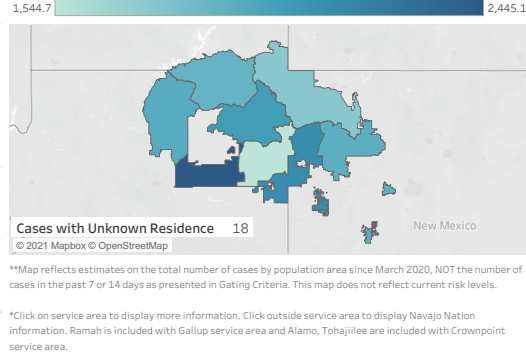 1,544.7 2,445.1
New Mexico
Cases with Unknown Residence 18
© 2021 Mapbox © OpenStreetMap
**Map reflects estimates on the total number of cases by population area since March 2020, NOT the number of
cases in the past 7 or 14 days as presented in Gating Criteria. This map does not reflect current risk levels.
*Click on service area to display more information. Click outside service area to display Navajo Nation
information. Ramah is included with Gallup service area and Alamo, Tohajiilee are included with Crownpoint
service area.